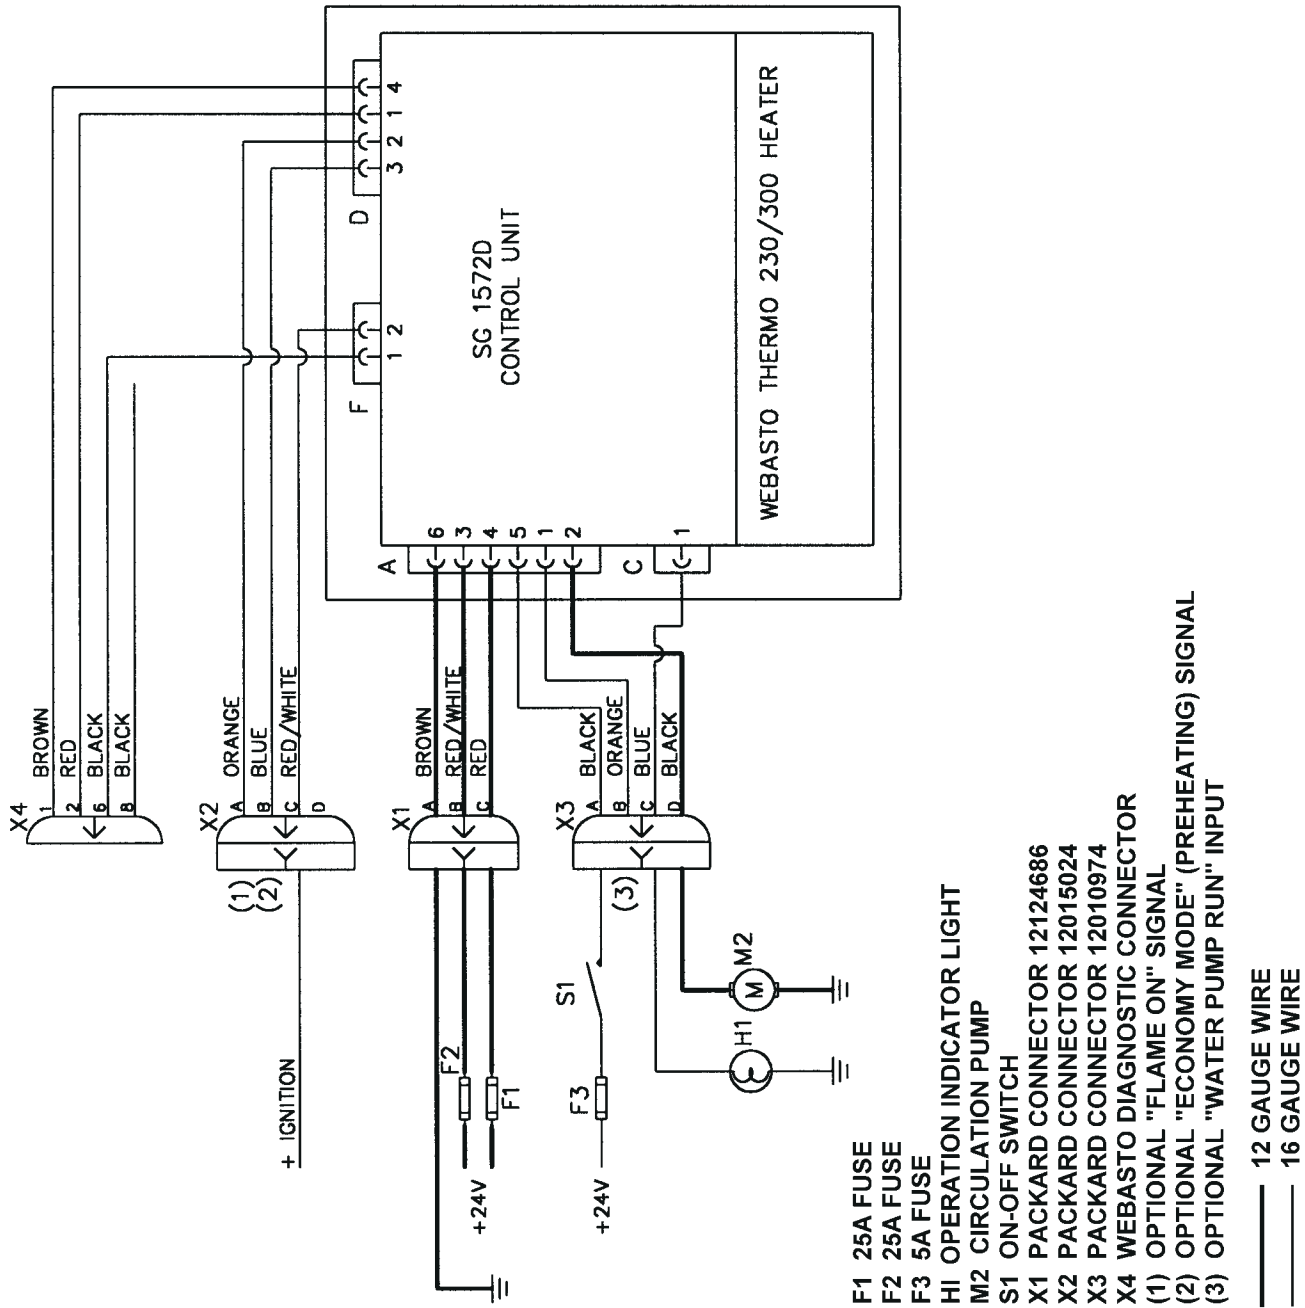 X4
1 BROWN
2 RED
6 BLACK
8 BLACK
4
1
2
3
D
X2
A ORANGE
B BLUE
C RED/WHITE
D
(1)
(2)
+ IGNITION
F
1 2
SG 1572D
CONTROL UNIT
WEBASTO THERMO 230/300 HEATER
X1
A BROWN
B RED/WHITE
C RED
F2
F1
+24V
A
6
3
4
5
1
2
C
1
X3
A BLACK
B ORANGE
C BLUE
D BLACK
(3)
S1
F3
+24V
H1
M M2
F1 25A FUSE
F2 25A FUSE
F3 5A FUSE
HI OPERATION INDICATOR LIGHT
M2 CIRCULATION PUMP
S1 ON-OFF SWITCH
X1 PACKARD CONNECTOR 12124686
X2 PACKARD CONNECTOR 12015024
X3 PACKARD CONNECTOR 12010974
X4 WEBASTO DIAGNOSTIC CONNECTOR
(1) OPTIONAL "FLAME ON" SIGNAL
(2) OPTIONAL "ECONOMY MODE" (PREHEATING) SIGNAL
(3) OPTIONAL "WATER PUMP RUN" INPUT
12 GAUGE WIRE
16 GAUGE WIRE